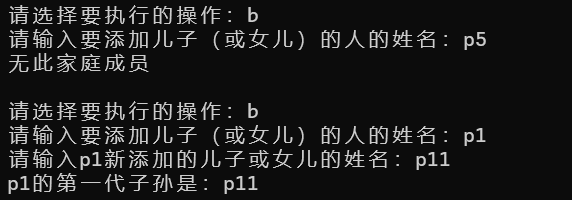 请选择要执行的操作：b
请输入要添加儿子（或女儿）的人的姓名：p5
无此家庭成员
请选择要执行的操作：b
请输入要添加儿子（或女儿）的人的姓名：p1
请输入p1新添加的儿子或女儿的姓名：p11
p1的第一代子孙是：p11